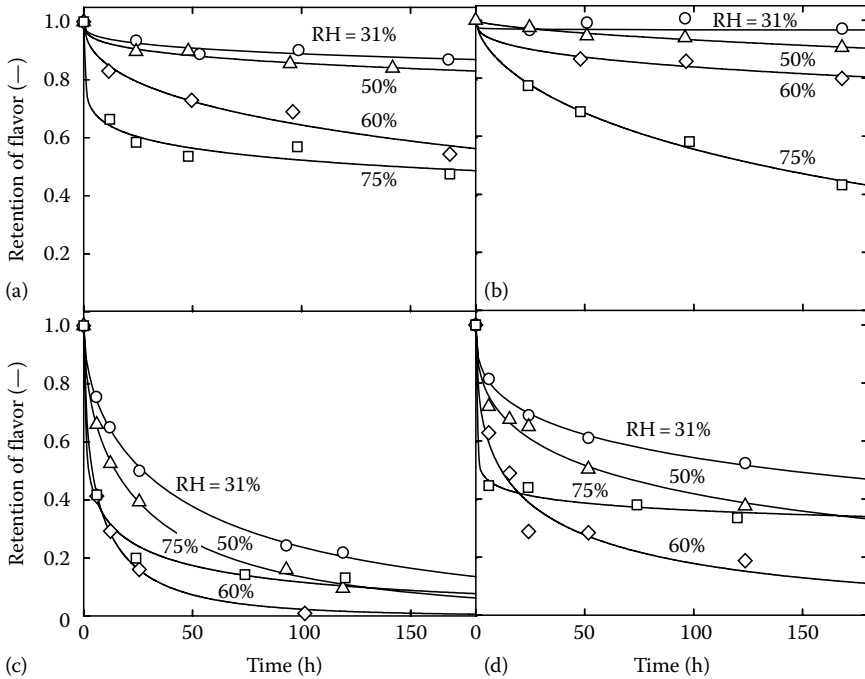 1.0
0.8
0.6
0.4
0.2
Retention of flavor (—)
RH = 31%
50%
60%
75%
(a)
RH = 31%
50%
60%
75%
(b)
1.0
0.8
0.6
0.4
0.2
0
Retention of flavor (—)
RH = 31%
50%
75%
60%
0
50
100
150
Time (h)
(c)
RH = 31%
50%
75%
60%
0
50
100
150
Time (h)
(d)